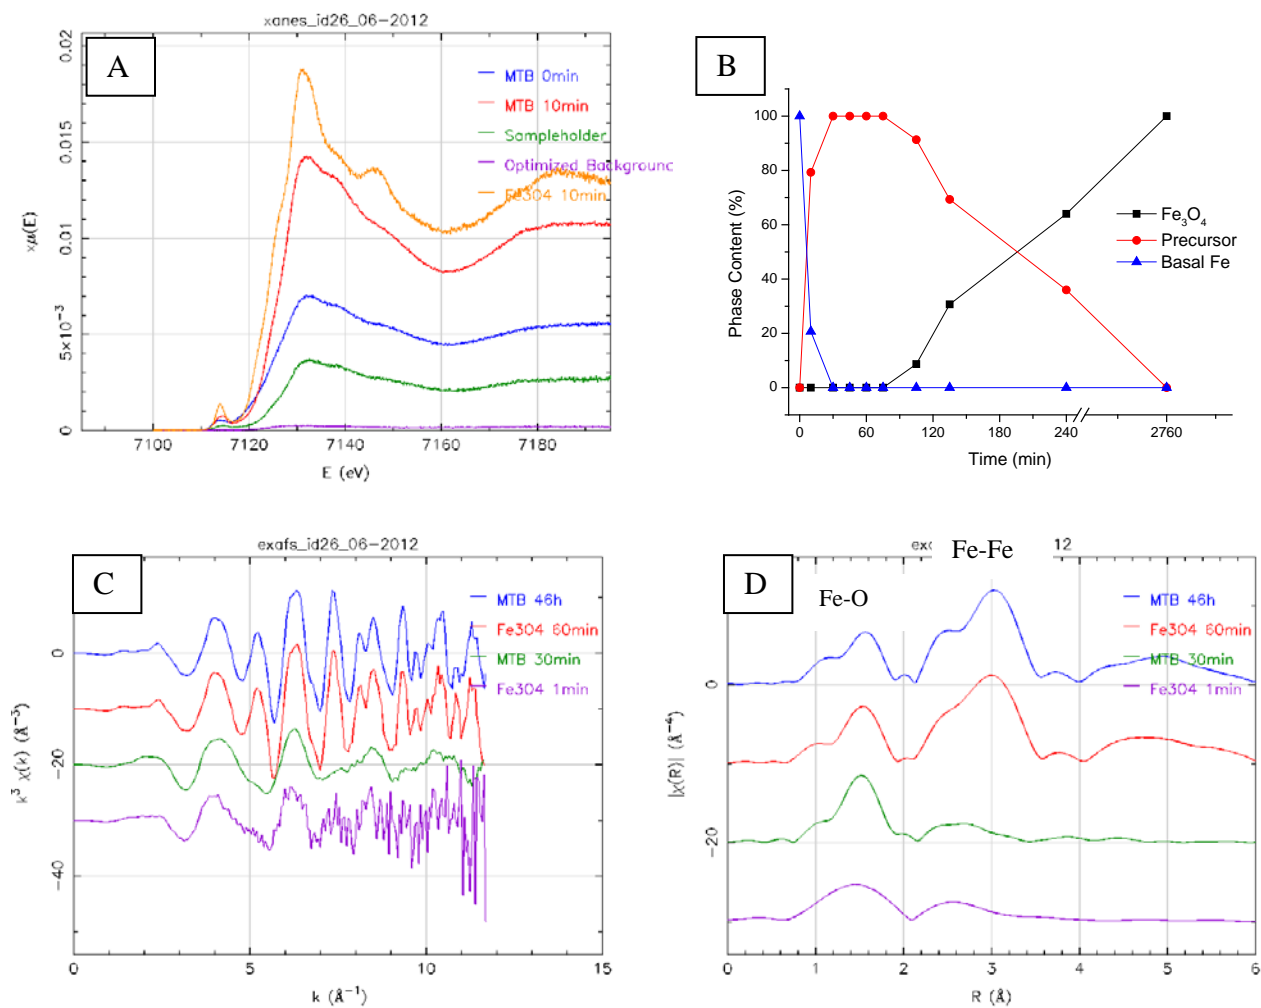 xanes_id26_06-2012
A
0.02
0.015
0.01
5×10⁻³
0
xμ(E)
MTB 0min
MTB 10min
Sampleholder
Optimized Backgrounc
Fe3O4 10min
7100 7120 7140 7160 7180
E (eV)
B
100
80
60
40
20
0
Phase Content (%)
Fe₃O₄
Precursor
Basal Fe
0 60 120 180 240 2760
Time (min)
exafs_id26_06-2012
C
MTB 46h
Fe3O4 60min
MTB 30min
Fe3O4 1min
0
−20
−40
k³ χ(k) (Å⁻³)
0 5 10 15
k (Å⁻¹)
Fe-Fe
12
D
Fe-O
MTB 46h
Fe3O4 60min
MTB 30min
Fe3O4 1min
0
−20
|χ(R)| (Å⁻⁴)
0 1 2 3 4 5 6
R (Å)